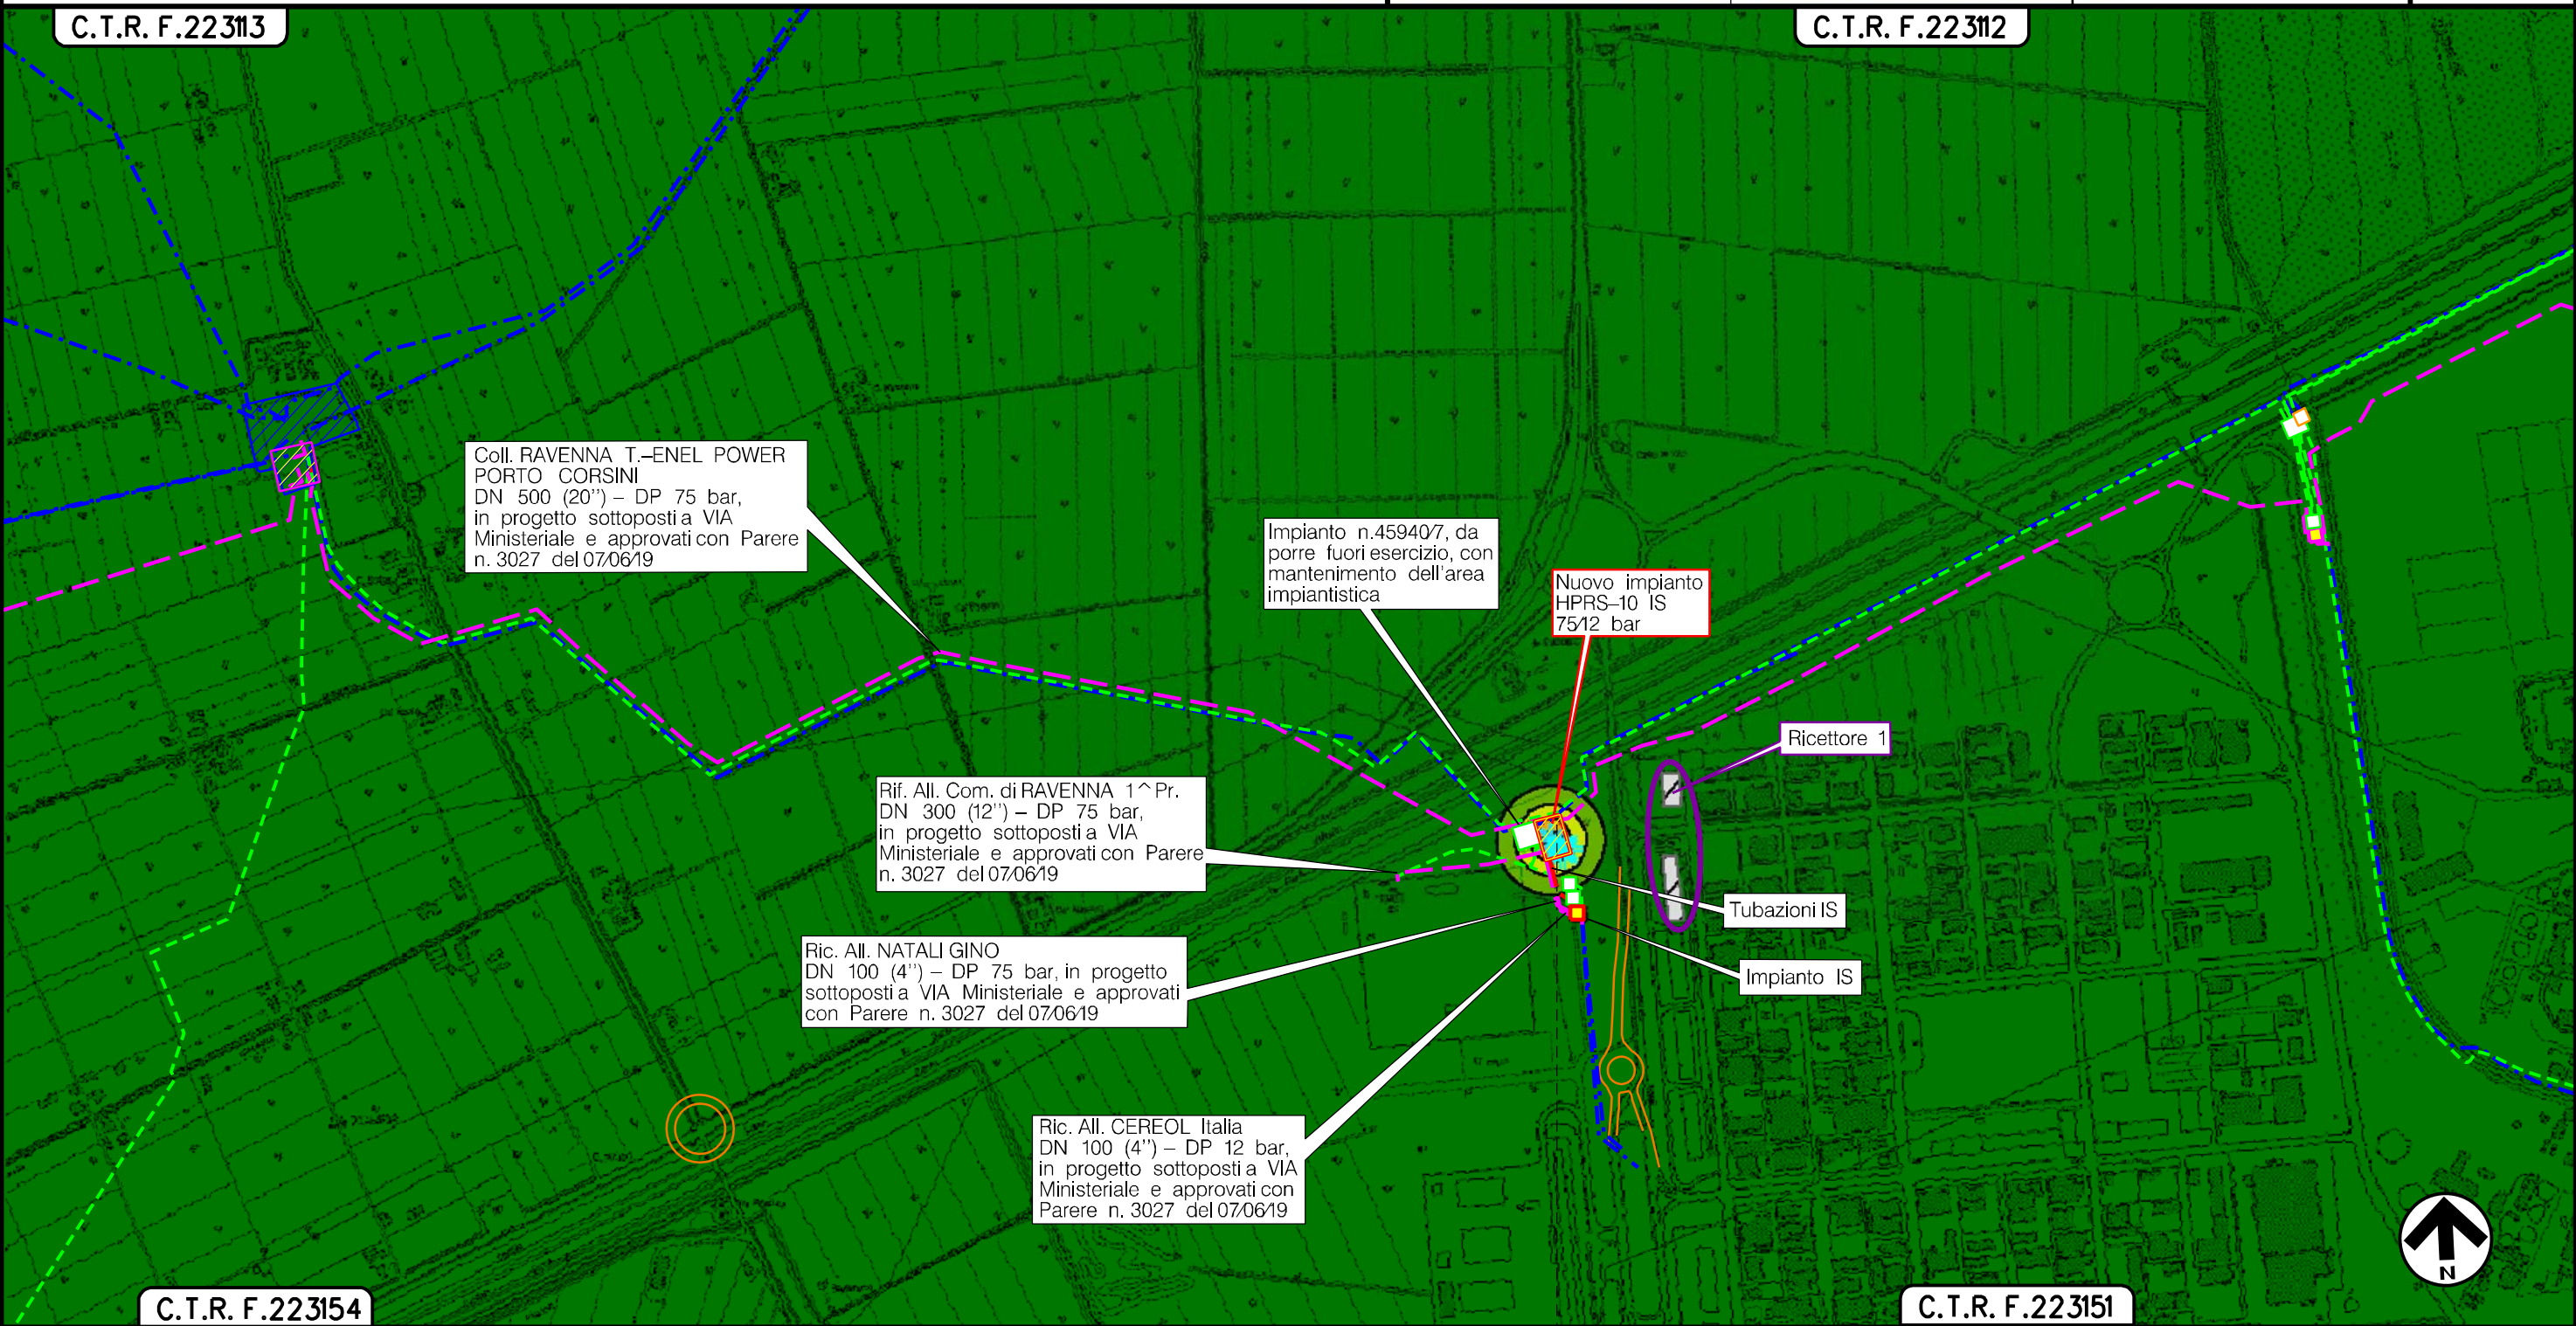 C.T.R. F.223113
C.T.R. F.223112
Coll. RAVENNA T.–ENEL POWER
PORTO CORSINI
DN 500 (20'') – DP 75 bar,
in progetto sottoposti a VIA
Ministeriale e approvati con Parere
n. 3027 del 07/06/19
Impianto n.45940/7, da
porre fuori esercizio, con
mantenimento dell'area
impiantistica
Nuovo impianto
HPRS–10 IS
75/12 bar
Ricettore 1
Rif. All. Com. di RAVENNA 1^ Pr.
DN 300 (12'') – DP 75 bar,
in progetto sottoposti a VIA
Ministeriale e approvati con Parere
n. 3027 del 07/06/19
Tubazioni IS
Ric. All. NATALI GINO
DN 100 (4'') – DP 75 bar, in progetto
sottoposti a VIA Ministeriale e approvati
con Parere n. 3027 del 07/06/19
Impianto IS
Ric. All. CEREOL Italia
DN 100 (4'') – DP 12 bar,
in progetto sottoposti a VIA
Ministeriale e approvati con
Parere n. 3027 del 07/06/19
N
C.T.R. F.223154
C.T.R. F.223151